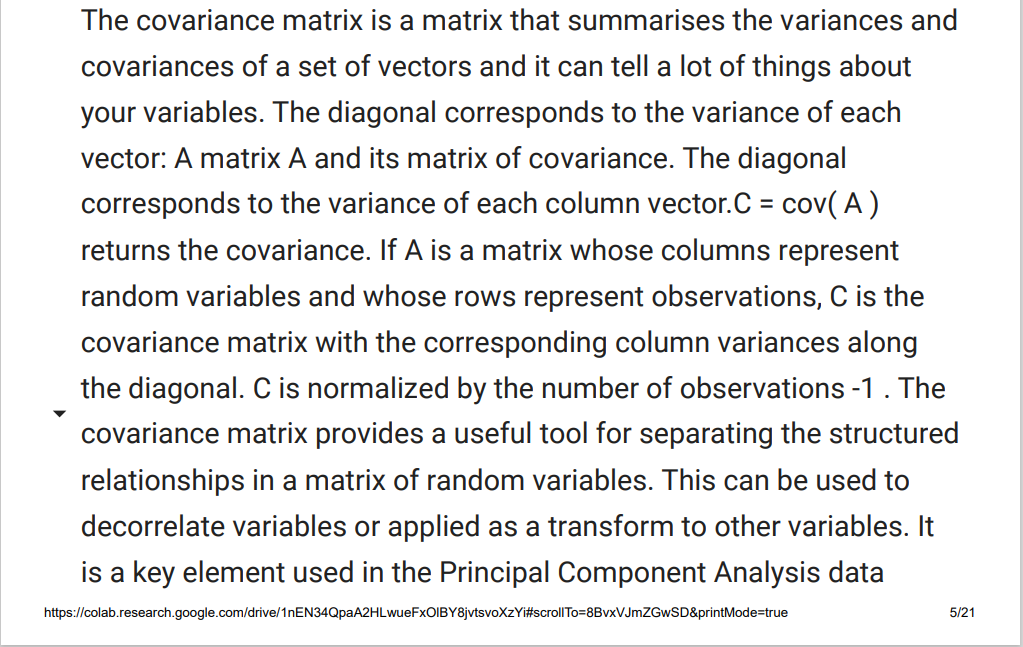 The covariance matrix is a matrix that summarises the variances and
covariances of a set of vectors and it can tell a lot of things about
your variables. The diagonal corresponds to the variance of each
vector: A matrix A and its matrix of covariance. The diagonal
corresponds to the variance of each column vector.C = cov( A )
returns the covariance. If A is a matrix whose columns represent
random variables and whose rows represent observations, C is the
covariance matrix with the corresponding column variances along
the diagonal. C is normalized by the number of observations -1 . The
covariance matrix provides a useful tool for separating the structured
relationships in a matrix of random variables. This can be used to
decorrelate variables or applied as a transform to other variables. It
is a key element used in the Principal Component Analysis data
https://colab.research.google.com/drive/1nEN34QpaA2HLwueFxOlBY8jvtsvoXzYi#scrollTo=8BvxVJmZGwSD&printMode=true 5/21